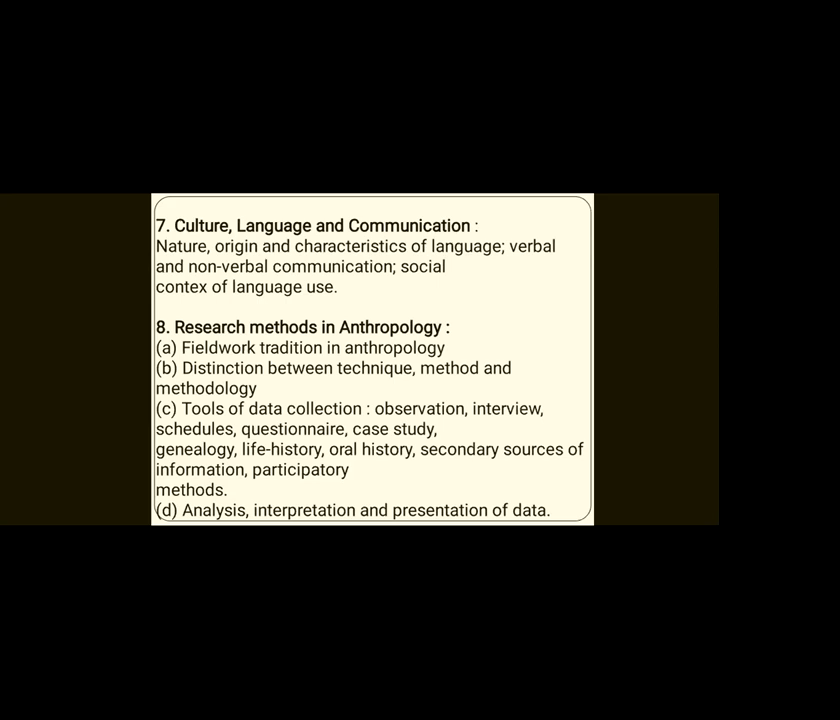 7. Culture, Language and Communication :
Nature, origin and characteristics of language; verbal
and non-verbal communication; social
contex of language use.
8. Research methods in Anthropology :
(a) Fieldwork tradition in anthropology
(b) Distinction between technique, method and
methodology
(c) Tools of data collection : observation, interview,
schedules, questionnaire, case study,
genealogy, life-history, oral history, secondary sources of
information, participatory
methods.
(d) Analysis, interpretation and presentation of data.